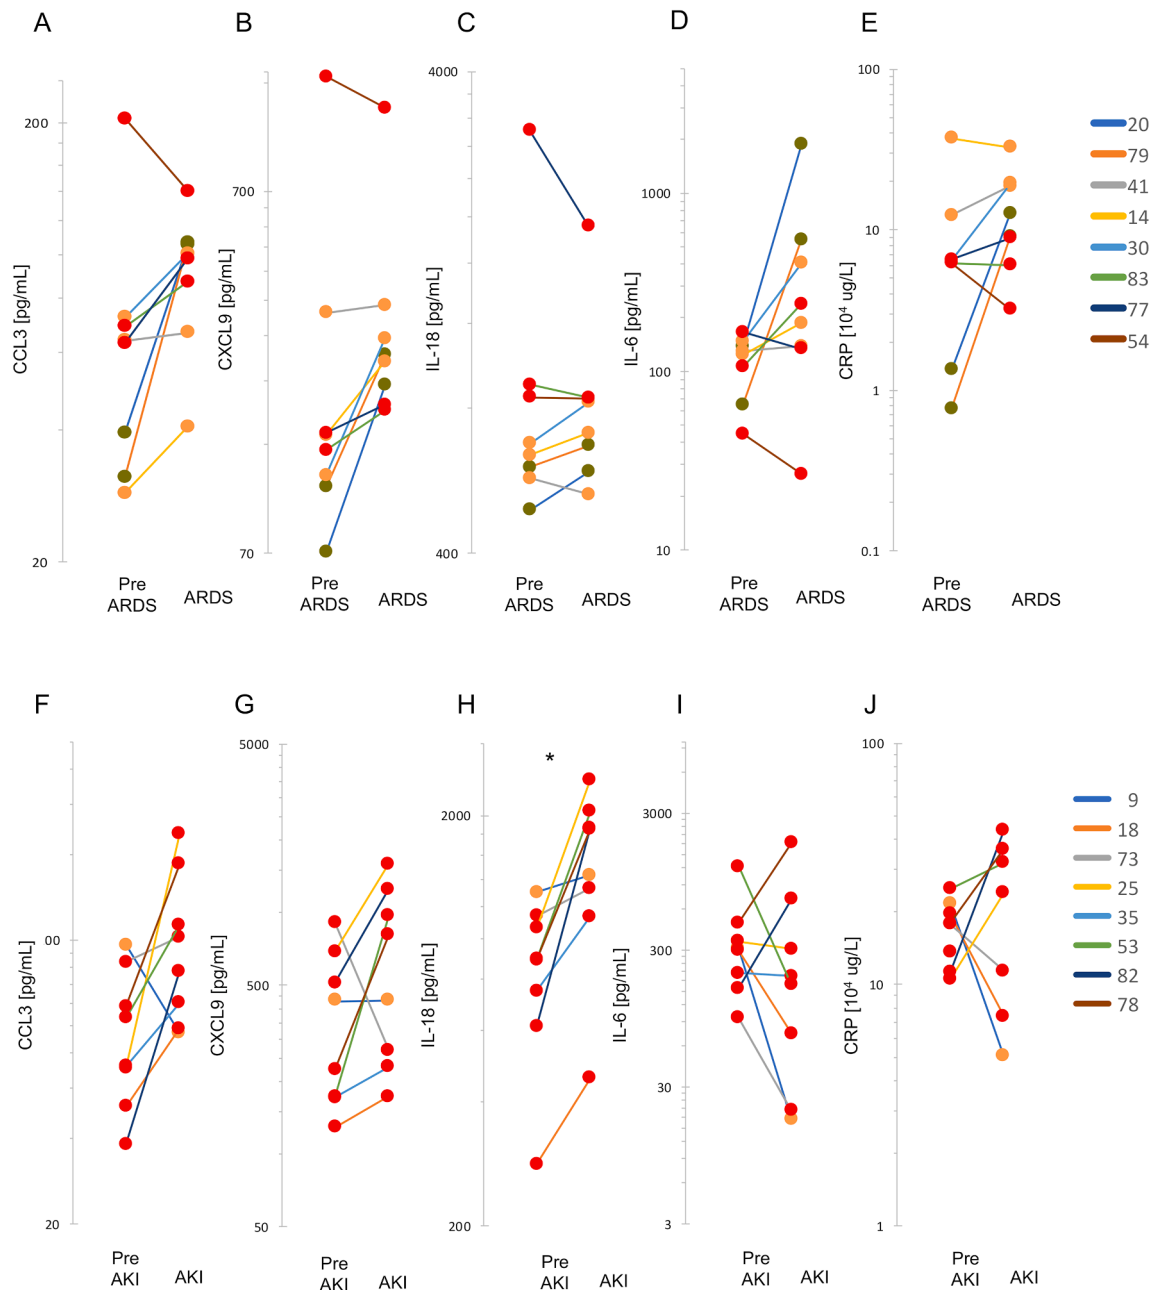 A
B
C
D
E
CCL3 [pg/mL]
200
20
Pre
ARDS
ARDS
CXCL9 [pg/mL]
700
70
Pre
ARDS
ARDS
IL-18 [pg/mL]
4000
400
Pre
ARDS
ARDS
IL-6 [pg/mL]
1000
100
10
Pre
ARDS
ARDS
CRP [10⁴ ug/L]
100
10
1
0.1
Pre
ARDS
ARDS
20
79
41
14
30
83
77
54
F
G
H
I
J
CCL3 [pg/mL]
00
20
Pre
AKI
AKI
CXCL9 [pg/mL]
5000
500
50
Pre
AKI
AKI
IL-18 [pg/mL]
*
2000
200
Pre
AKI
AKI
IL-6 [pg/mL]
3000
300
30
3
Pre
AKI
AKI
CRP [10⁴ ug/L]
100
10
1
Pre
AKI
AKI
9
18
73
25
35
53
82
78